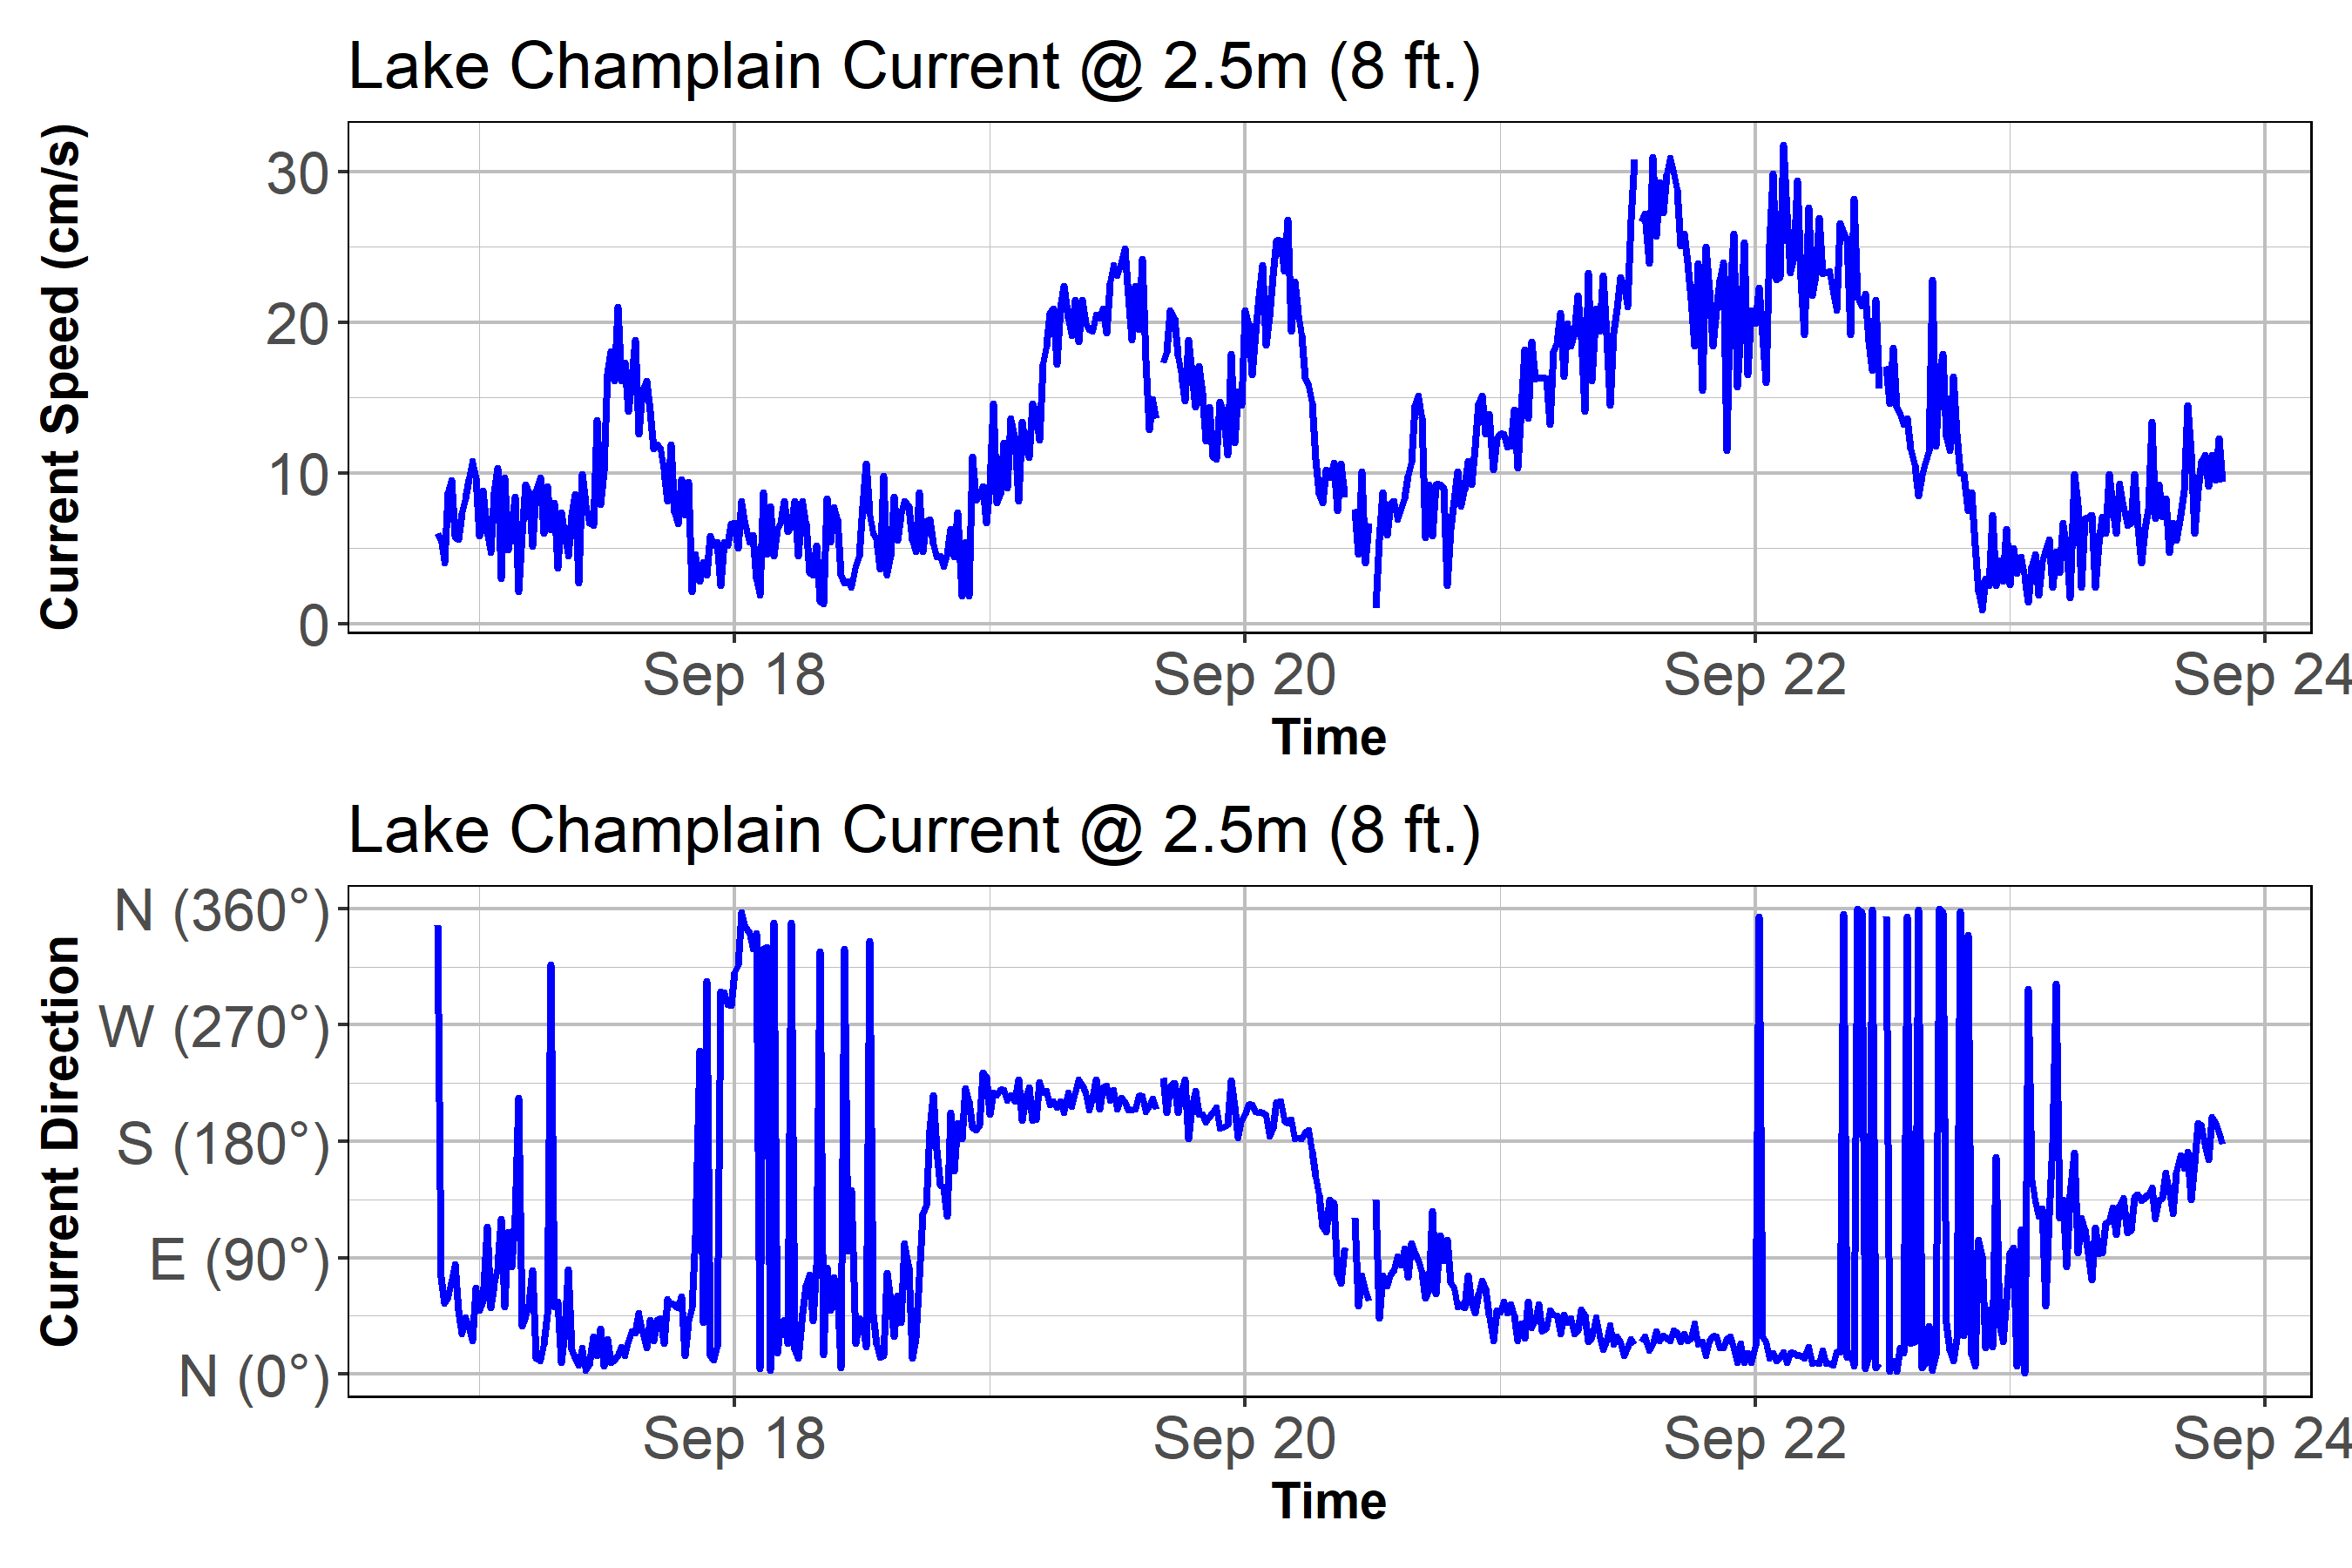 Lake Champlain Current @ 2.5m (8 ft.)
Current Speed (cm/s)
30
20
10
0
Sep 18 Sep 20 Sep 22 Sep 24
Time
Lake Champlain Current @ 2.5m (8 ft.)
Current Direction
N (360°)
W (270°)
S (180°)
E (90°)
N (0°)
Sep 18 Sep 20 Sep 22 Sep 24
Time